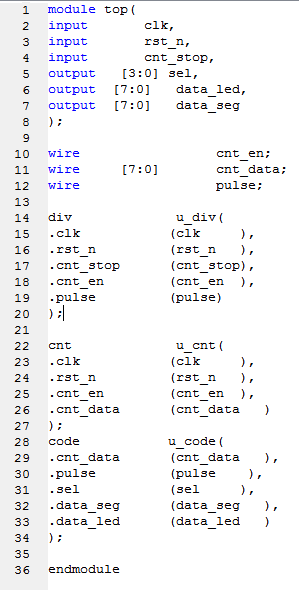 1 module top(
2 input clk,
3 input rst_n,
4 input cnt_stop,
5 output [3:0] sel,
6 output [7:0] data_led,
7 output [7:0] data_seg
8 );
9
10 wire cnt_en;
11 wire [7:0] cnt_data;
12 wire pulse;
13
14 div u_div(
15 .clk (clk ),
16 .rst_n (rst_n ),
17 .cnt_stop (cnt_stop),
18 .cnt_en (cnt_en ),
19 .pulse (pulse)
20 );
21
22 cnt u_cnt(
23 .clk (clk ),
24 .rst_n (rst_n ),
25 .cnt_en (cnt_en ),
26 .cnt_data (cnt_data )
27 );
28 code u_code(
29 .cnt_data (cnt_data ),
30 .pulse (pulse ),
31 .sel (sel ),
32 .data_seg (data_seg ),
33 .data_led (data_led )
34 );
35
36 endmodule